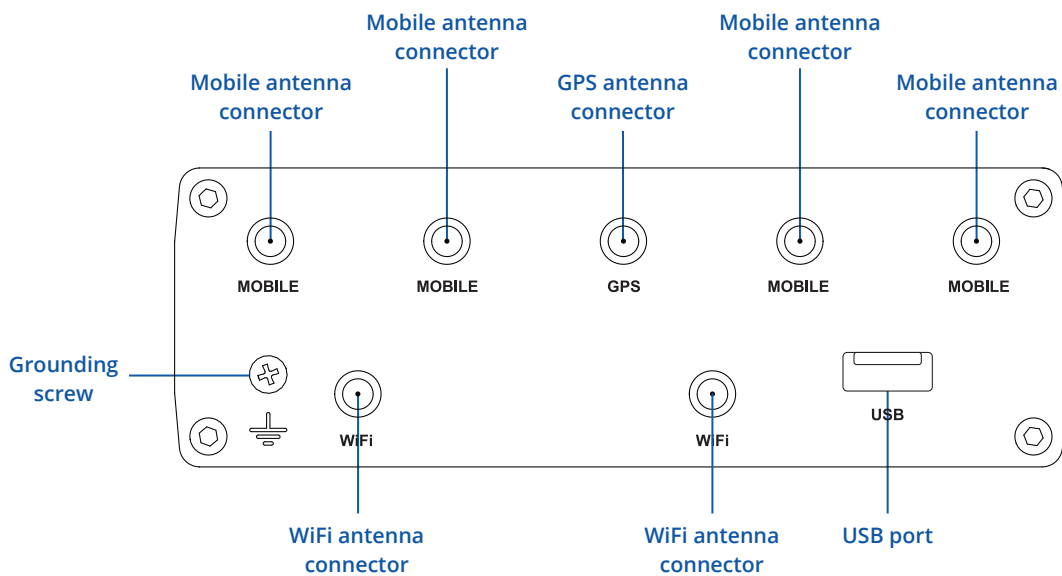 Mobile antenna
connector
Mobile antenna
connector
Mobile antenna
connector
GPS antenna
connector
Mobile antenna
connector
MOBILE
MOBILE
GPS
MOBILE
MOBILE
Grounding
screw
USB
WiFi
WiFi
WiFi antenna
connector
WiFi antenna
connector
USB port